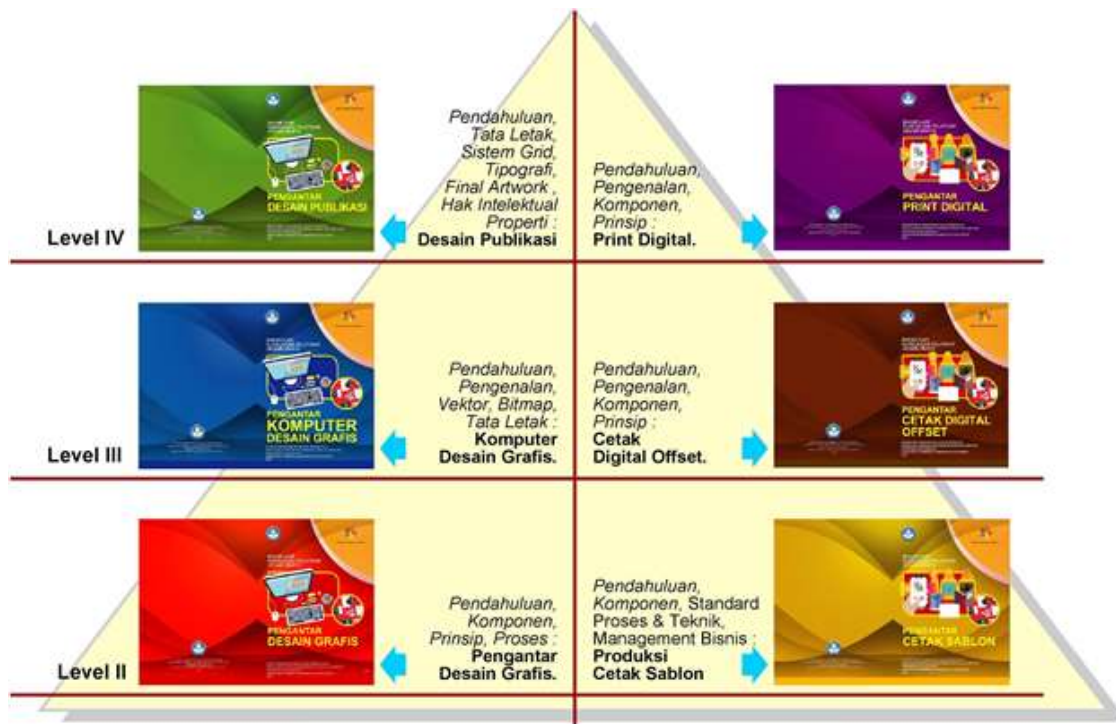 Pendahuluan,
Tata Letak,
Sistem Grid,
Tipografi,
Final Artwork ,
Hak Intelektual
Properti :
Desain Publikasi
Pendahuluan,
Pengenalan,
Komponen,
Prinsip :
Print Digital.
PENGANTAR
DESAIN PUBLIKASI
PENGANTAR
PRINT DIGITAL
Level IV
Pendahuluan,
Pengenalan,
Vektor, Bitmap,
Tata Letak :
Komputer
Desain Grafis.
Pendahuluan,
Pengenalan,
Komponen,
Prinsip :
Cetak
Digital Offset.
PENGANTAR
KOMPUTER
DESAIN GRAFIS
PENGANTAR
CETAK DIGITAL
OFFSET
Level III
Pendahuluan,
Komponen,
Prinsip, Proses :
Pengantar
Desain Grafis.
Pendahuluan,
Komponen, Standard
Proses & Teknik,
Management Bisnis :
Produksi
Cetak Sablon
PENGANTAR
DESAIN GRAFIS
PENGANTAR
CETAK SABLON
Level II